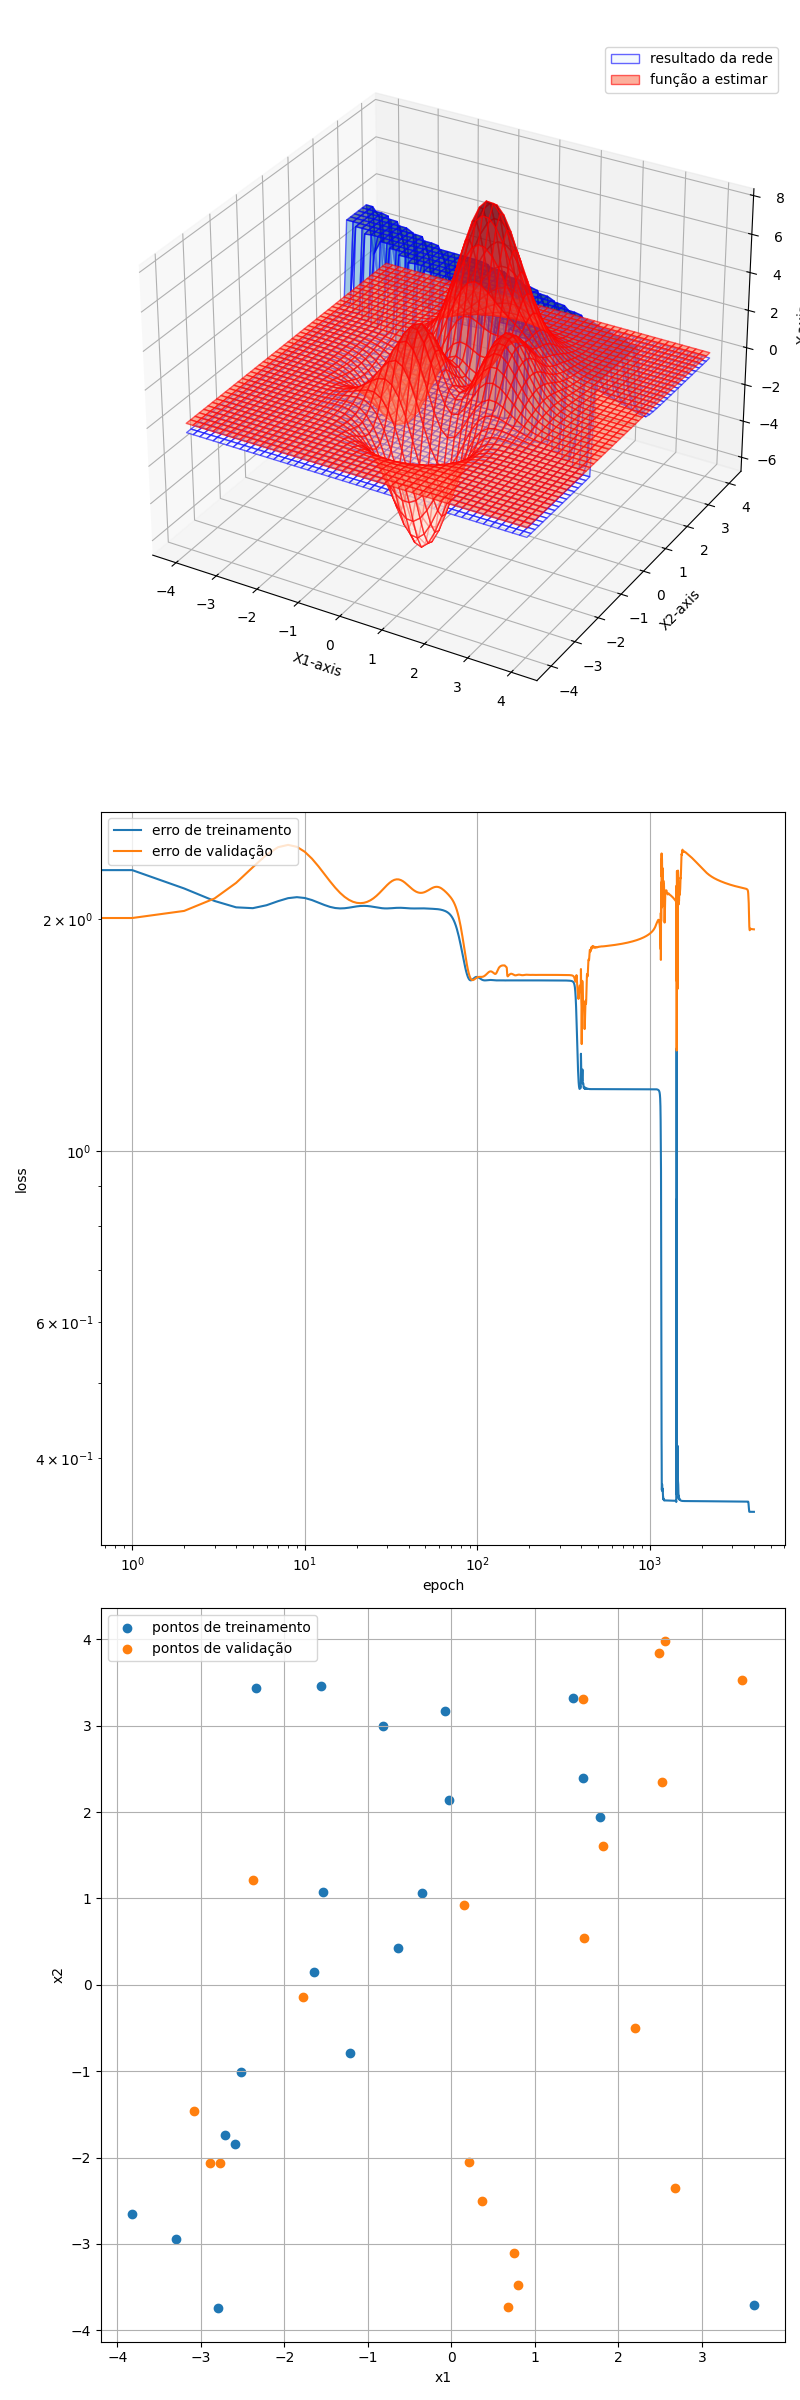 resultado da rede
função a estimar
8
6
4
2
0
−2
−4
−6
−4
−3
−2
−1
0
1
2
3
4
X1-axis
−4
−3
−2
−1
0
1
2
3
4
X2-axis
erro de treinamento
erro de validação
2 × 10⁰
10⁰
6 × 10⁻¹
4 × 10⁻¹
loss
10⁰ 10¹ 10² 10³
epoch
pontos de treinamento
pontos de validação
4
3
2
1
0
−1
−2
−3
−4
x2
−4 −3 −2 −1 0 1 2 3
x1